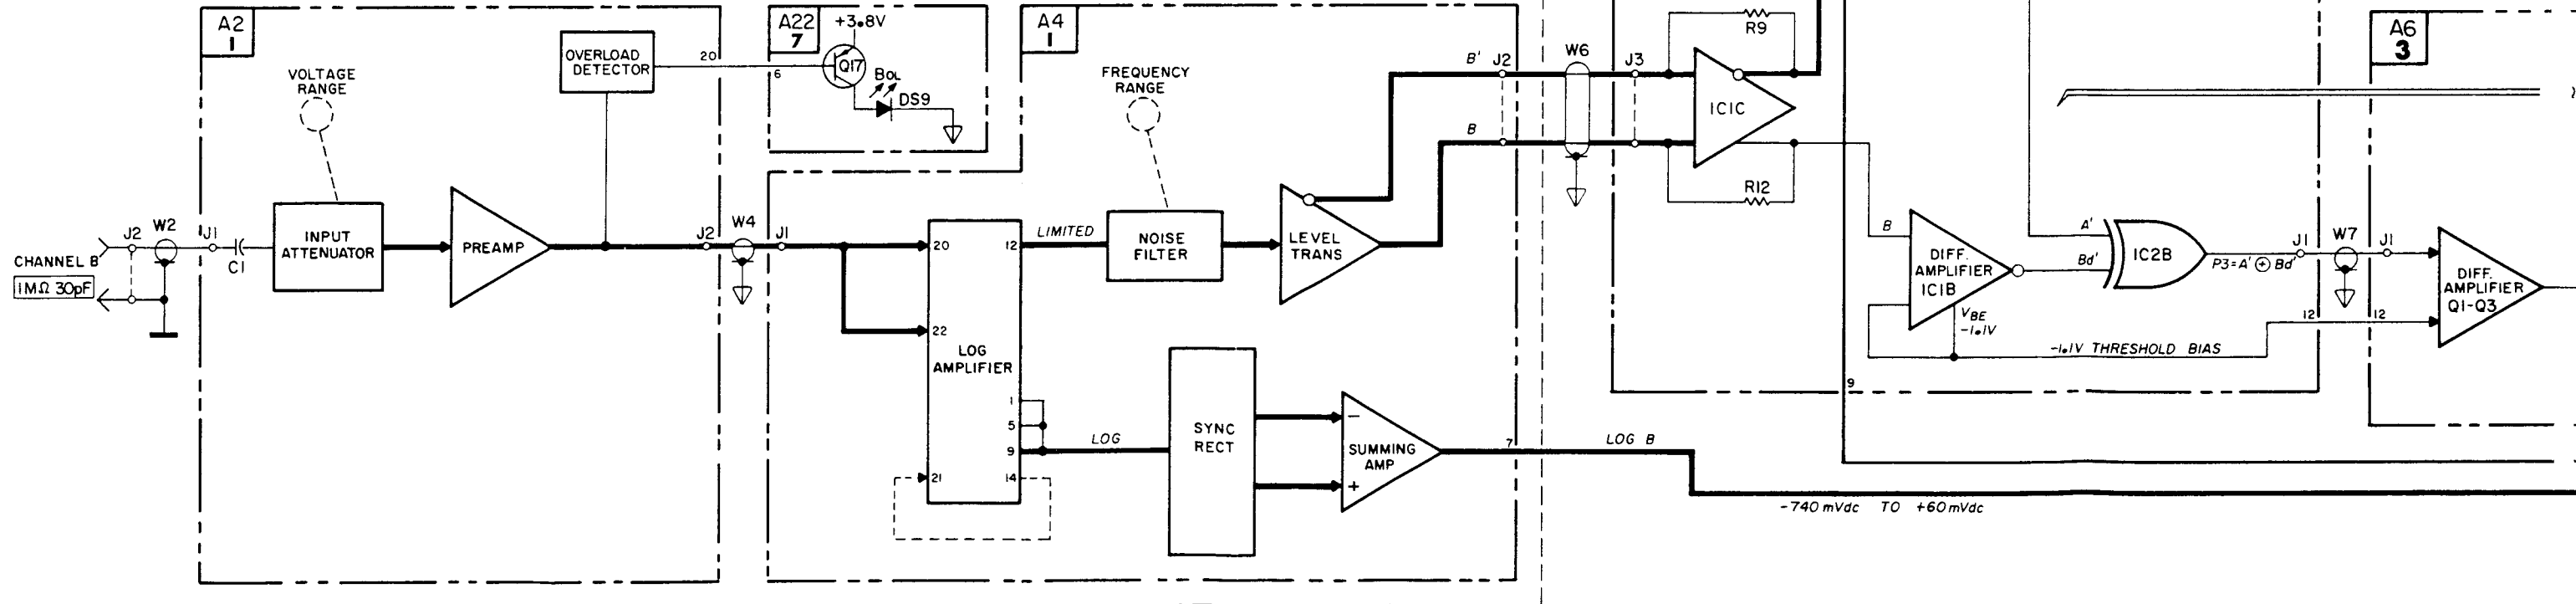 A2
1
VOLTAGE
RANGE
OVERLOAD
DETECTOR
20
CHANNEL B
1MΩ 30pF
J2
W2
J1
C1
INPUT
ATTENUATOR
PREAMP
J2
W4
J1
A22
7
+3.8V
6
Q17
BOL
DS9
A4
1
FREQUENCY
RANGE
20
22
21
12
1
5
9
14
LOG
AMPLIFIER
LIMITED
NOISE
FILTER
LEVEL
TRANS
B'
B
J2
LOG
SYNC
RECT
−
+
SUMMING
AMP
7
LOG B
-740 mVdc TO +60mVdc
W6
J3
R9
IC1C
R12
B
DIFF.
AMPLIFIER
IC1B
VBE
-1.1V
-1.1V THRESHOLD BIAS
9
A'
Bd'
IC2B
P3=A' ⊕ Bd'
J1
W7
J1
12
12
A6
3
DIFF.
AMPLIFIER
Q1-Q3